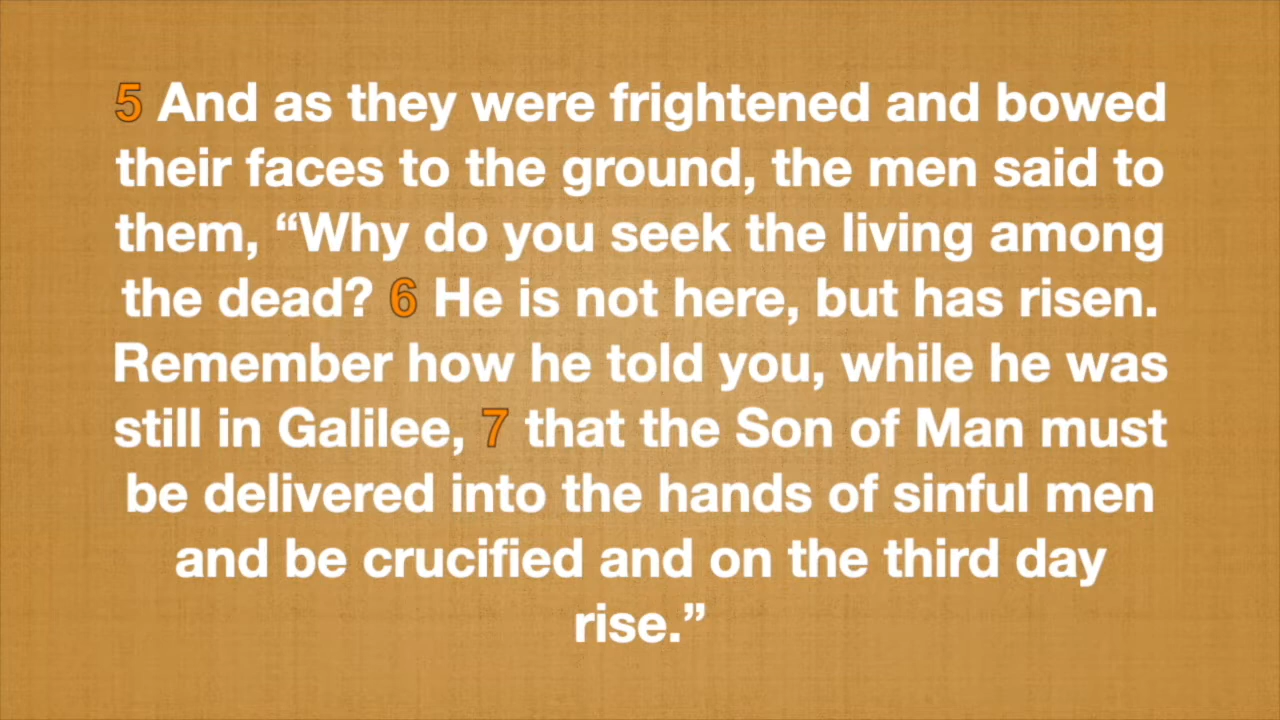 5 And as they were frightened and bowed
their faces to the ground, the men said to
them, “Why do you seek the living among
the dead? 6 He is not here, but has risen.
Remember how he told you, while he was
still in Galilee, 7 that the Son of Man must
be delivered into the hands of sinful men
and be crucified and on the third day
rise.”